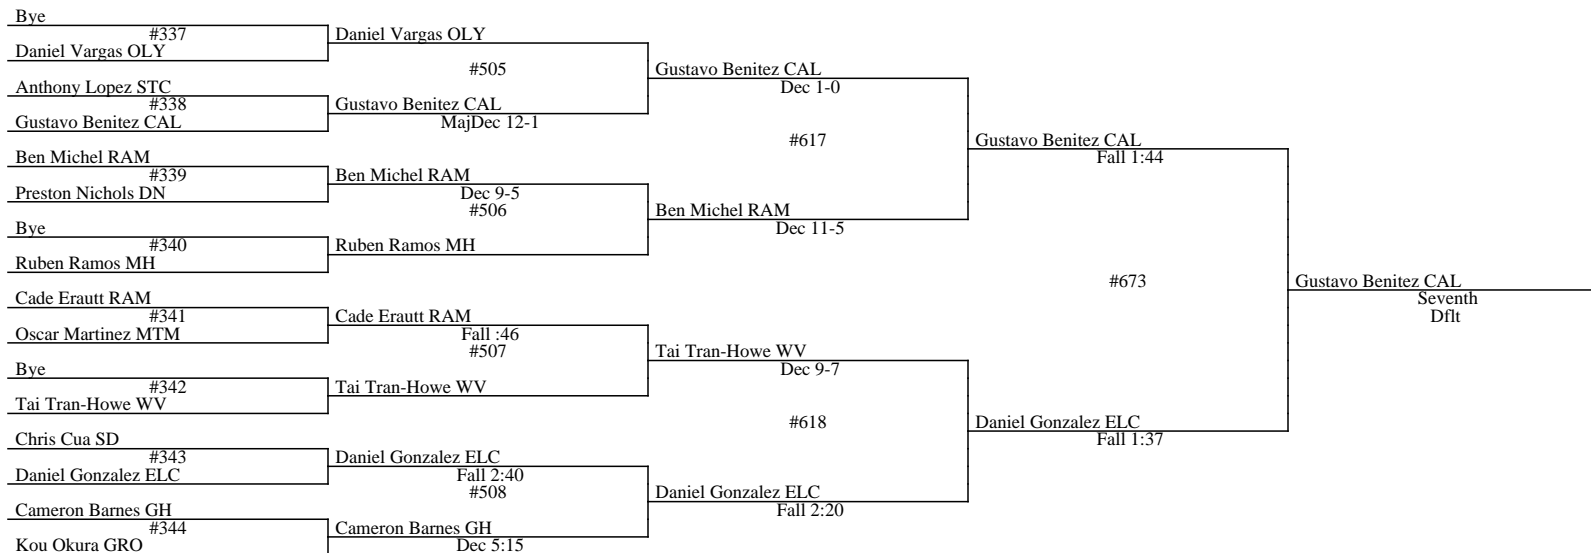 Bye
#337
Daniel Vargas OLY
Anthony Lopez STC
#338
Gustavo Benitez CAL
Ben Michel RAM
#339
Preston Nichols DN
Bye
#340
Ruben Ramos MH
Cade Erautt RAM
#341
Oscar Martinez MTM
Bye
#342
Tai Tran-Howe WV
Chris Cua SD
#343
Daniel Gonzalez ELC
Cameron Barnes GH
#344
Kou Okura GRO
Daniel Vargas OLY
#505
Gustavo Benitez CAL
MajDec 12-1
Ben Michel RAM
Dec 9-5
#506
Ruben Ramos MH
Cade Erautt RAM
Fall :46
#507
Tai Tran-Howe WV
Daniel Gonzalez ELC
Fall 2:40
#508
Cameron Barnes GH
Dec 5:15
Gustavo Benitez CAL
Dec 1-0
#617
Ben Michel RAM
Dec 11-5
Tai Tran-Howe WV
Dec 9-7
#618
Daniel Gonzalez ELC
Fall 2:20
Gustavo Benitez CAL
Fall 1:44
#673
Daniel Gonzalez ELC
Fall 1:37
Gustavo Benitez CAL
Seventh
Dflt